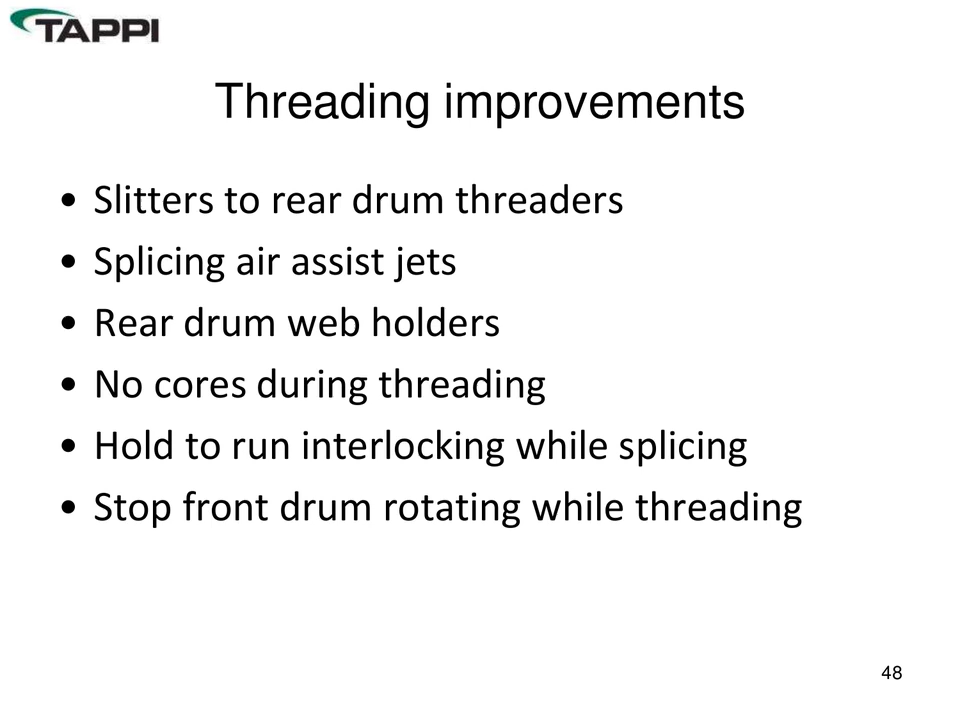 TAPPI
Threading improvements
• Slitters to rear drum threaders
• Splicing air assist jets
• Rear drum web holders
• No cores during threading
• Hold to run interlocking while splicing
• Stop front drum rotating while threading
48